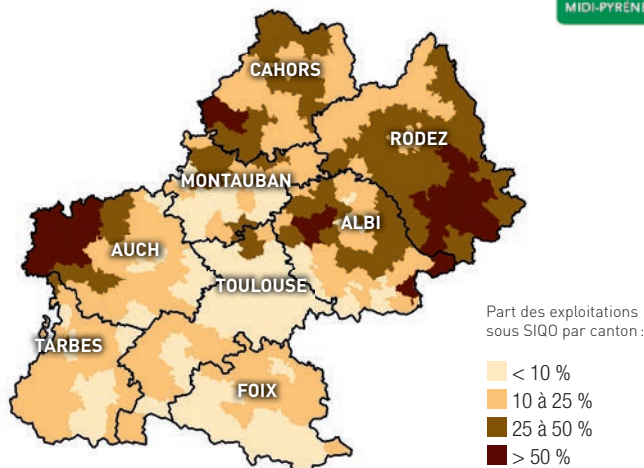 MIDI-PYRÉNÉ
CAHORS
RODEZ
MONTAUBAN
ALBI
AUCH
TOULOUSE
TARBES
FOIX
Part des exploitations
sous SIQO par canton :
< 10 %
10 à 25 %
25 à 50 %
> 50 %